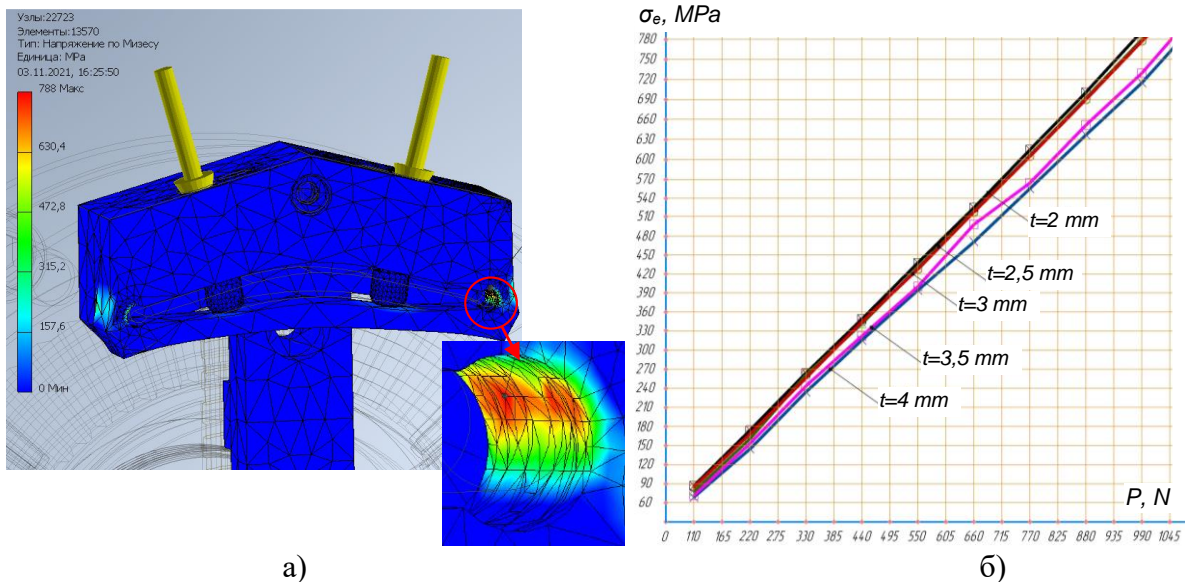 Узлы:22723
Элементы:13570
Тип: Напряжение по Мизесу
Единица: MPa
03.11.2021, 16:25:50
788 Макс
630,4
472,8
315,2
157,6
0 Мин
а)
σe, MPa
780
720
690
660
630
600
570
540
510
480
450
420
390
360
330
300
270
240
210
180
150
120
90
60
t=2 mm
t=2,5 mm
t=3 mm
t=3,5 mm
t=4 mm
P, N
0 110 165 220 275 330 385 440 495 550 605 660 715 770 825 880 935 990 1045
б)